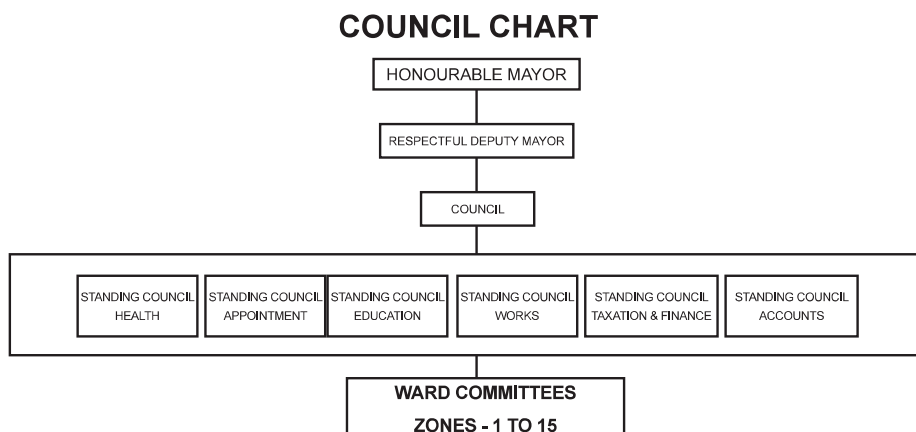 COUNCIL CHART
HONOURABLE MAYOR
RESPECTFUL DEPUTY MAYOR
COUNCIL
STANDING COUNCIL
HEALTH
STANDING COUNCIL
APPOINTMENT
STANDING COUNCIL
EDUCATION
STANDING COUNCIL
WORKS
STANDING COUNCIL
TAXATION & FINANCE
STANDING COUNCIL
ACCOUNTS
WARD COMMITTEES
ZONES - 1 TO 15